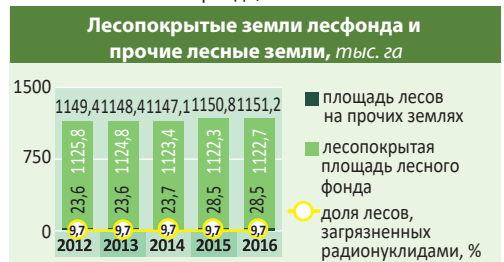 Лесопокрытые земли лесфонда и
прочие лесные земли, тыс. га
1500
1149,4 1148,4 1147,1 1150,8 1151,2
1125,8 1124,8 1123,4 1122,3 1122,7
750
23,6 23,6 23,7 28,5 28,5
0
9,7 9,7 9,7 9,7 9,7
2012 2013 2014 2015 2016
площадь лесов
на прочих землях
лесопокрытая
площадь лесного
фонда
доля лесов,
загрязненных
радионуклидами, %